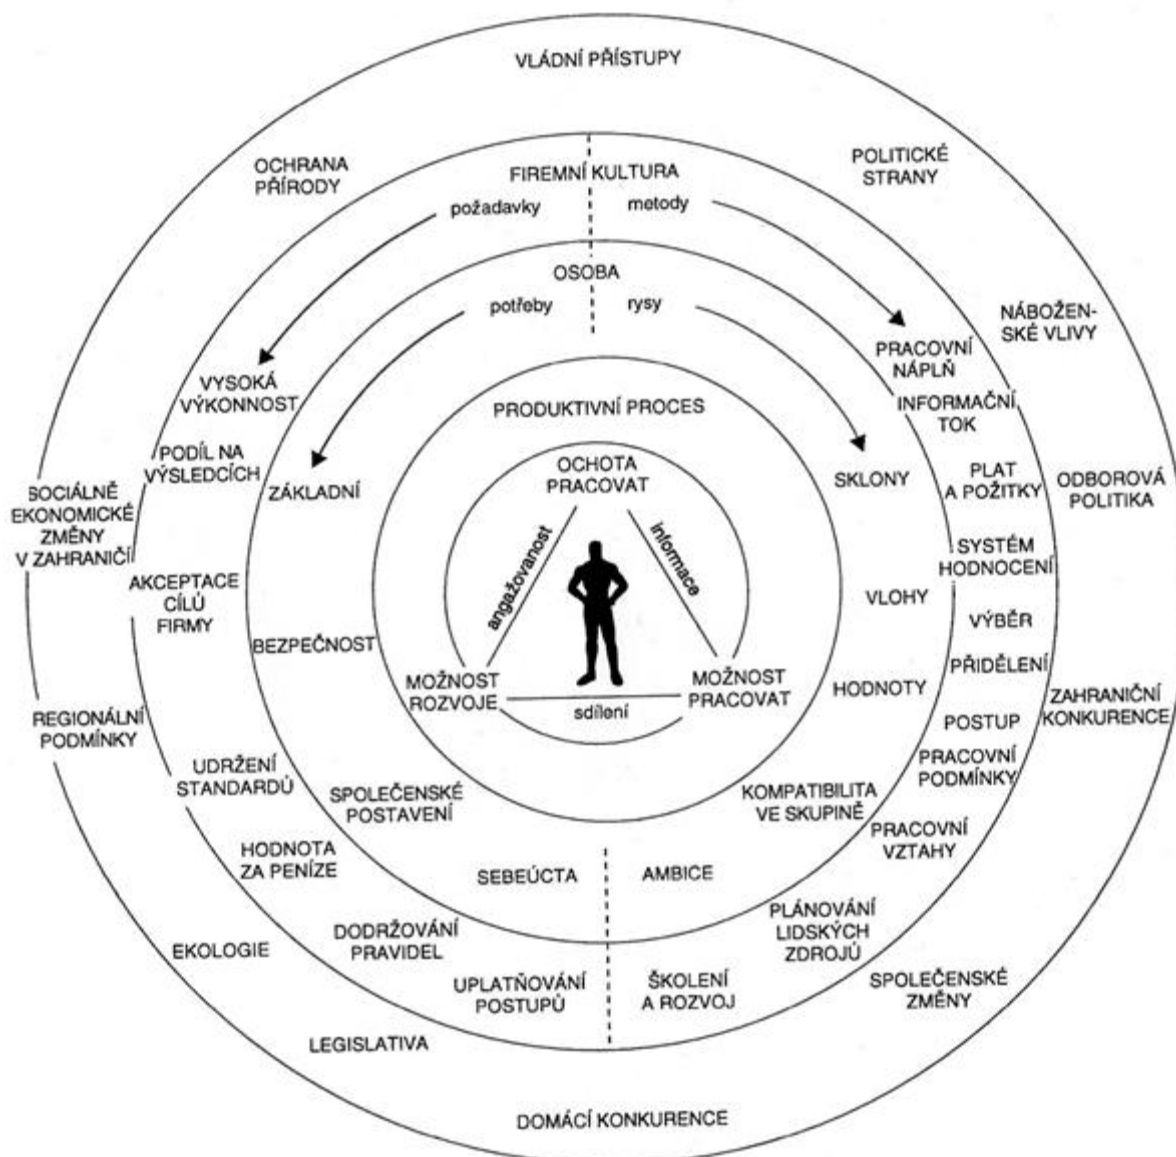 VLÁDNÍ PŘÍSTUPY
OCHRANA
PŘÍRODY
POLITICKÉ
STRANY
FIREMNÍ KULTURA
požadavky
metody
OSOBA
potřeby
rysy
NÁBOŽEN-
SKÉ VLIVY
PRACOVNÍ
NÁPLŇ
VYSOKÁ
VÝKONNOST
PRODUKTIVNÍ PROCES
INFORMAČNÍ
TOK
PODÍL NA
VÝSLEDCÍCH
ZÁKLADNÍ
OCHOTA
PRACOVAT
SKLONY
PLAT
A POŽITKY
ODBOROVÁ
POLITIKA
SOCIÁLNĚ
EKONOMICKÉ
ZMĚNY
V ZAHRANIČÍ
angažovanost
informace
SYSTÉM
HODNOCENÍ
AKCEPTACE
CÍLŮ
FIRMY
VLOHY
VÝBĚR
BEZPEČNOST
PŘIDĚLENÍ
MOŽNOST
ROZVOJE
MOŽNOST
PRACOVAT
sdílení
HODNOTY
ZAHRANIČNÍ
KONKURENCE
REGIONÁLNÍ
PODMÍNKY
POSTUP
PRACOVNÍ
PODMÍNKY
UDRŽENÍ
STANDARDŮ
SPOLEČENSKÉ
POSTAVENÍ
KOMPATIBILITA
VE SKUPINĚ
PRACOVNÍ
VZTAHY
HODNOTA
ZA PENÍZE
SEBEÚCTA
AMBICE
PLÁNOVÁNÍ
LIDSKÝCH
ZDROJŮ
EKOLOGIE
DODRŽOVÁNÍ
PRAVIDEL
UPLATŇOVÁNÍ
POSTUPŮ
ŠKOLENÍ
A ROZVOJ
SPOLEČENSKÉ
ZMĚNY
LEGISLATIVA
DOMÁCÍ KONKURENCE